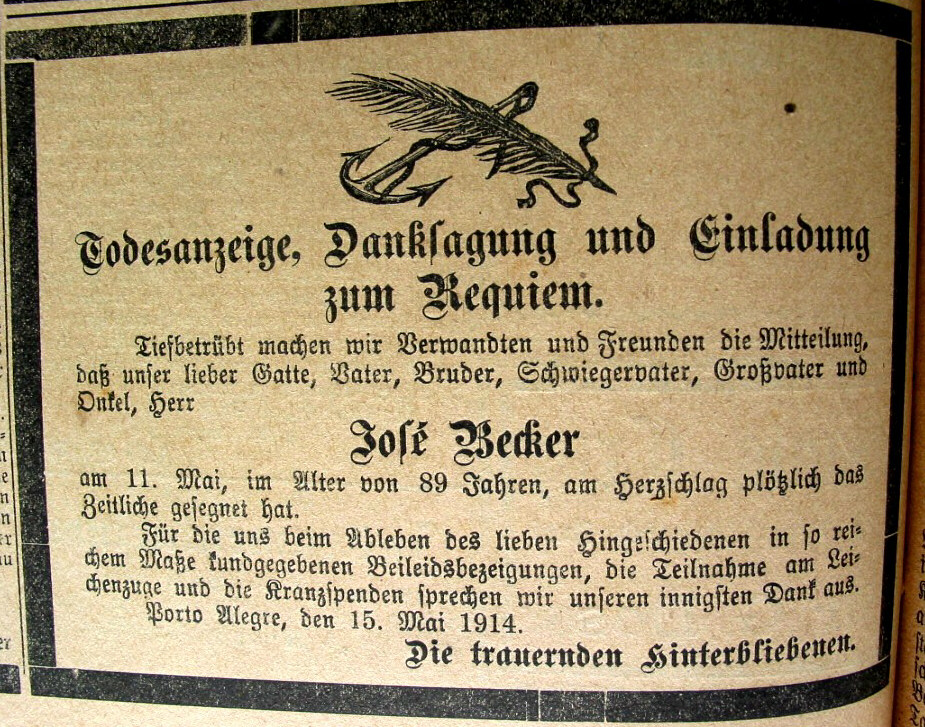 Todesanzeige, Danksagung und Einladung
zum Requiem.
Tiefbetrübt machen wir Verwandten und Freunden die Mitteilung,
daß unser lieber Gatte, Vater, Bruder, Schwiegervater, Großvater und
Onkel, Herr
José Becker
am 11. Mai, im Alter von 89 Jahren, am Herzschlag plötzlich das
Zeitliche gesegnet hat.
Für die uns beim Ableben des lieben Hingeschiedenen in so rei-
chem Maße kundgegebenen Beileidsbezeigungen, die Teilnahme am Lei-
chenzuge und die Kranzspenden sprechen wir unseren innigsten Dank aus.
Porto Alegre, den 15. Mai 1914.
Die trauernden Hinterbliebenen.